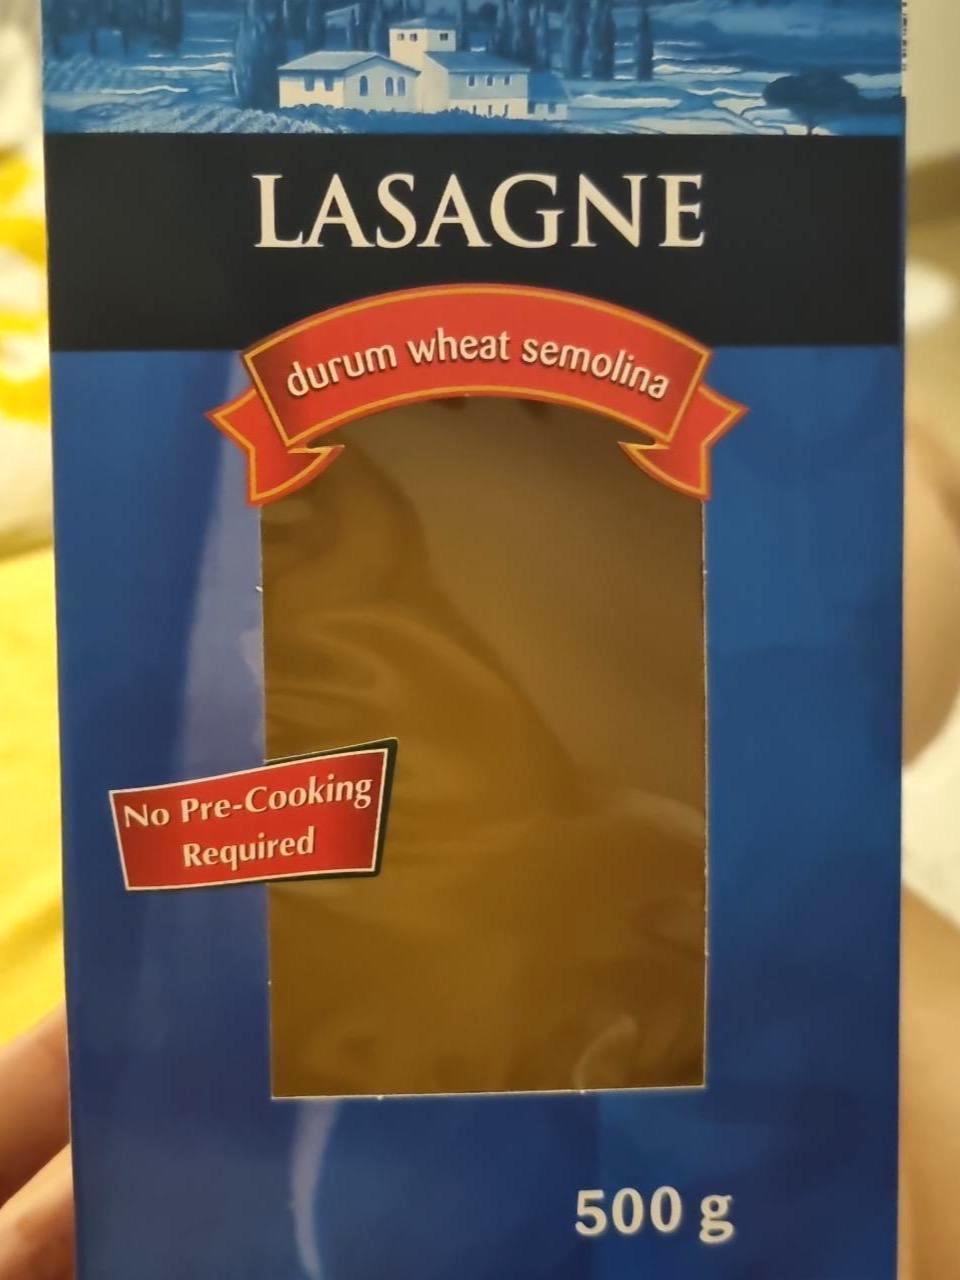 LASAGNE
durum wheat semolina
No Pre-Cooking
Required
500 g